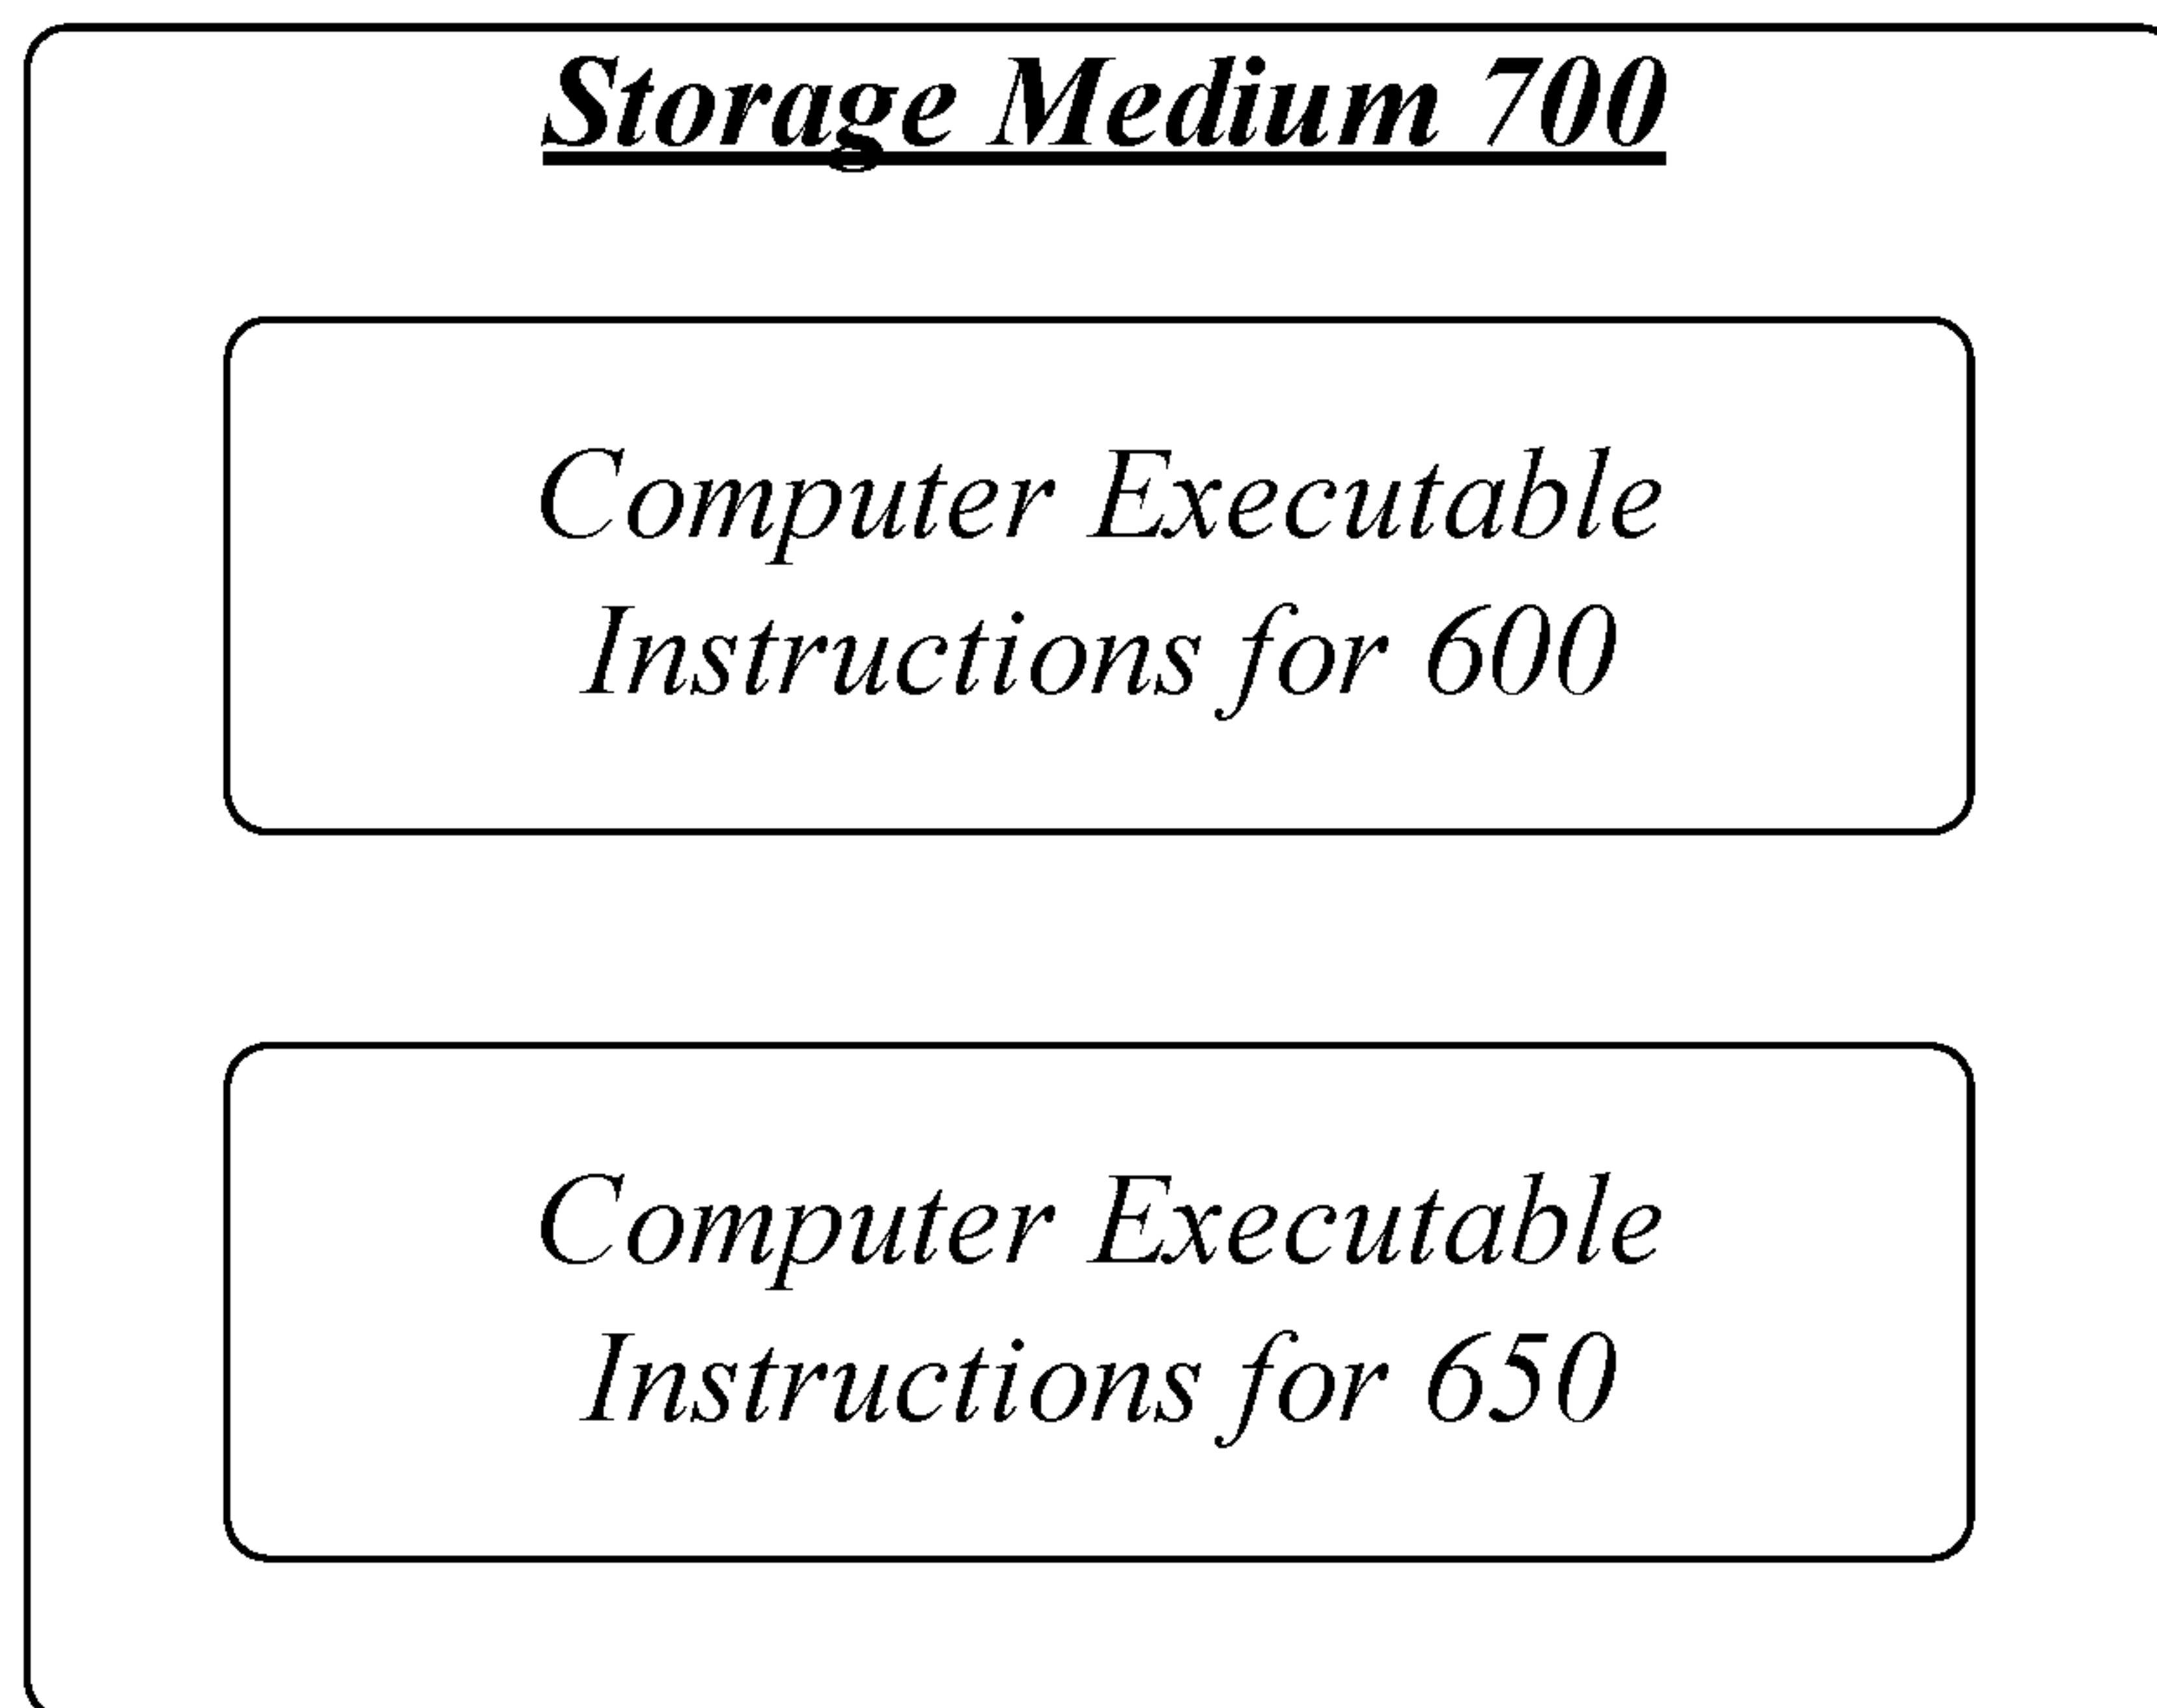 Storage Medium 700
Computer Executable
Instructions for 600
Computer Executable
Instructions for 650